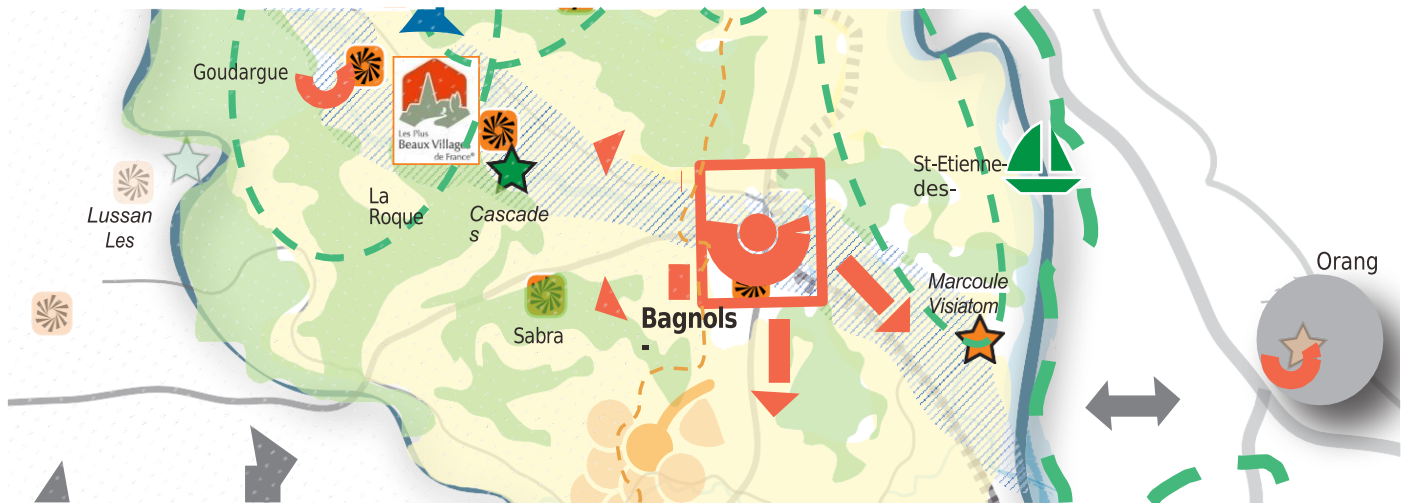 Goudargue
Les Plus
Beaux Villages
de France®
St-Etienne-
des-
La
Roque
Cascade
s
Lussan
Les
Orang
Marcoule
Visiatom
Bagnols
-
Sabra